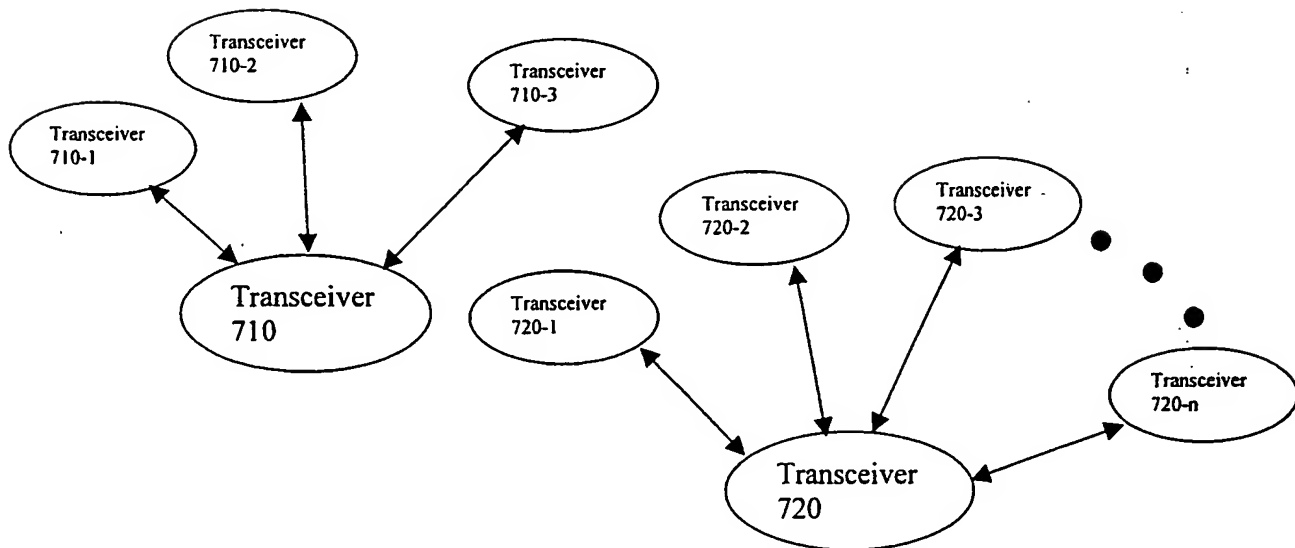 Transceiver
710-2
Transceiver
710-3
Transceiver
710-1
Transceiver
710
Transceiver
720-3
Transceiver
720-2
Transceiver
720-1
Transceiver
720-n
Transceiver
720